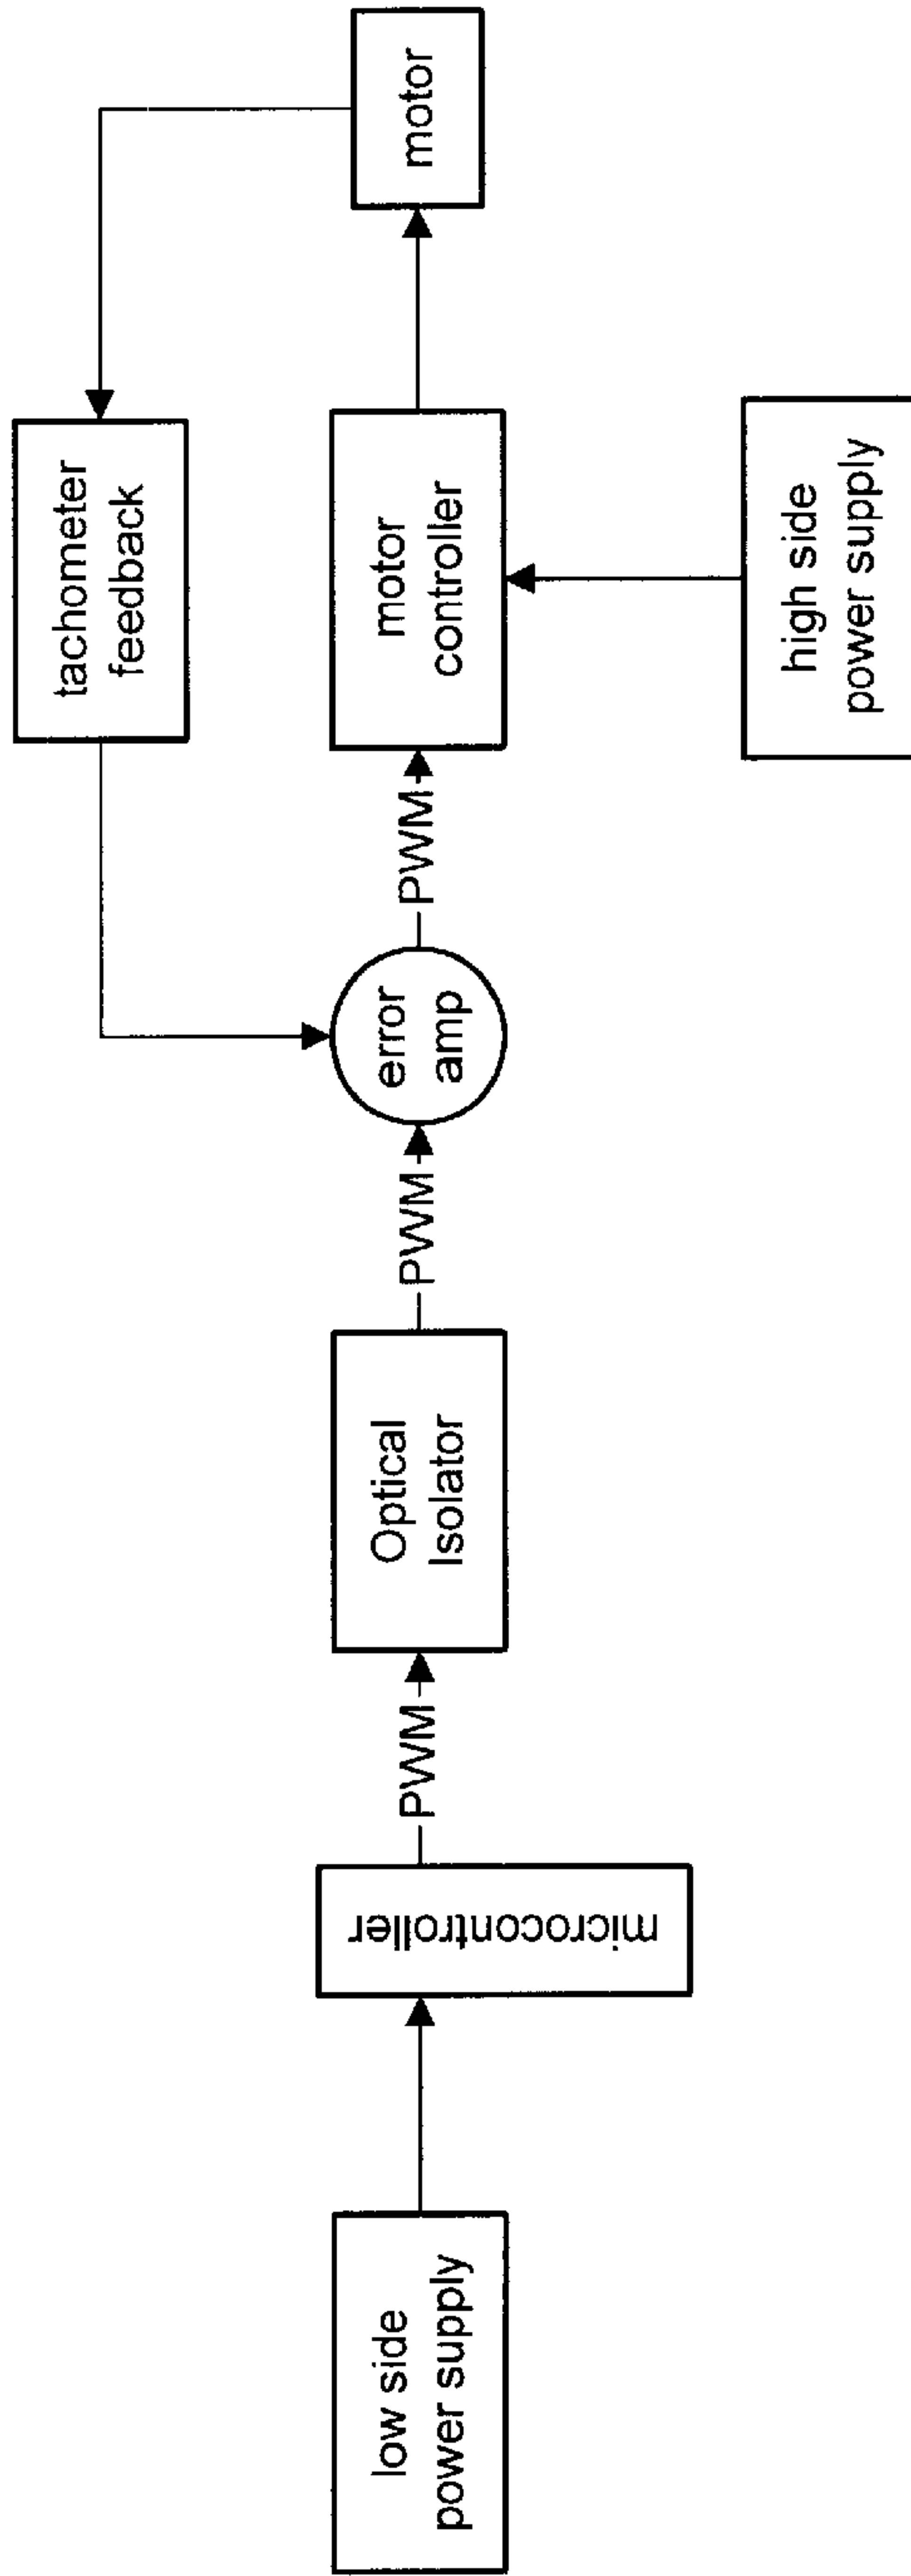 low side
power supply
microcontroller
PWM
Optical
Isolator
PWM
error
amp
PWM
motor
controller
motor
tachometer
feedback
high side
power supply